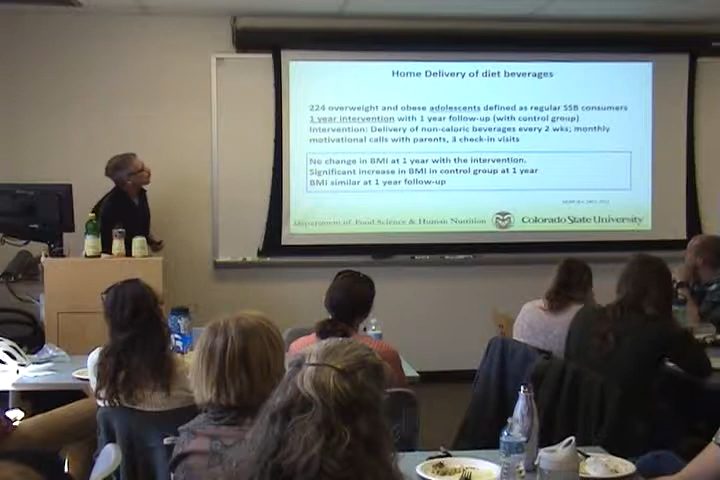 Home Delivery of diet beverages
224 overweight and obese adolescents defined as regular SSB consumers
1 year intervention with 1 year follow-up (with control group)
Intervention: Delivery of non-caloric beverages every 2 wks; monthly
motivational calls with parents, 3 check-in visits
No change in BMI at 1 year with the intervention.
Significant increase in BMI in control group at 1 year
BMI similar at 1 year follow-up
Department of Food Science & Human Nutrition
Colorado State University